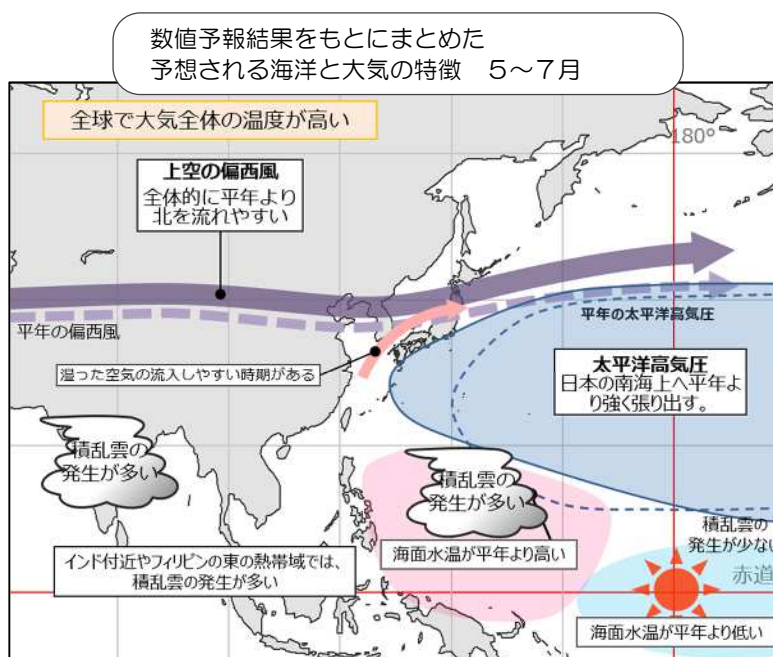 数値予報結果をもとにまとめた
予想される海洋と大気の特徴 5～7月
全球で大気全体の温度が高い
180°
上空の偏西風
全体的に平年より
北を流れやすい
平年の偏西風
平年の太平洋高気圧
湿った空気の流入しやすい時期がある
太平洋高気圧
日本の南海上へ平年よ
り強く張り出す。
積乱雲の
発生が多い
積乱雲の
発生が多い
積乱雲の
発生が少ない
インド付近やフィリピンの東の熱帯域では、
積乱雲の発生が多い
海面水温が平年より高い
赤道
海面水温が平年より低い